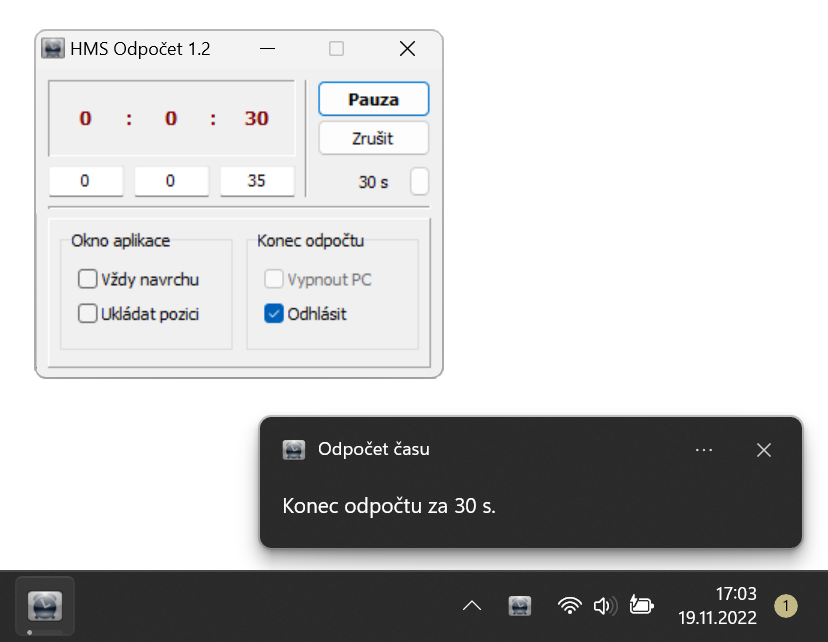 HMS Odpočet 1.2
0 : 0 : 30
Pauza
Zrušit
0 0 35
30 s
Okno aplikace
Vždy navrchu
Ukládat pozici
Konec odpočtu
Vypnout PC
Odhlásit
Odpočet času
Konec odpočtu za 30 s.
17:03
19.11.2022
1